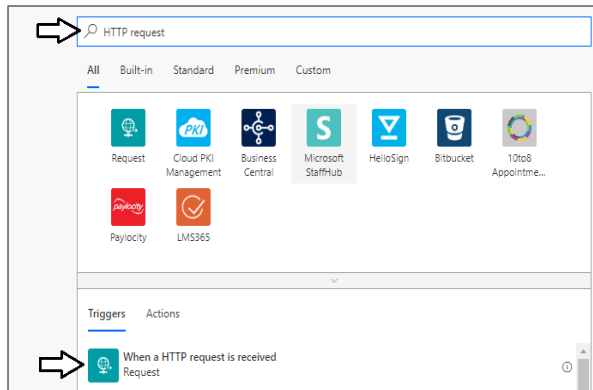 HTTP request
All Built-in Standard Premium Custom
PKI
S
Request Cloud PKI Business Microsoft HelloSign Bitbucket 10to8
Management Central StaffHub Appointme...
paylocity
Paylocity LMS365
Triggers Actions
When a HTTP request is received
Request